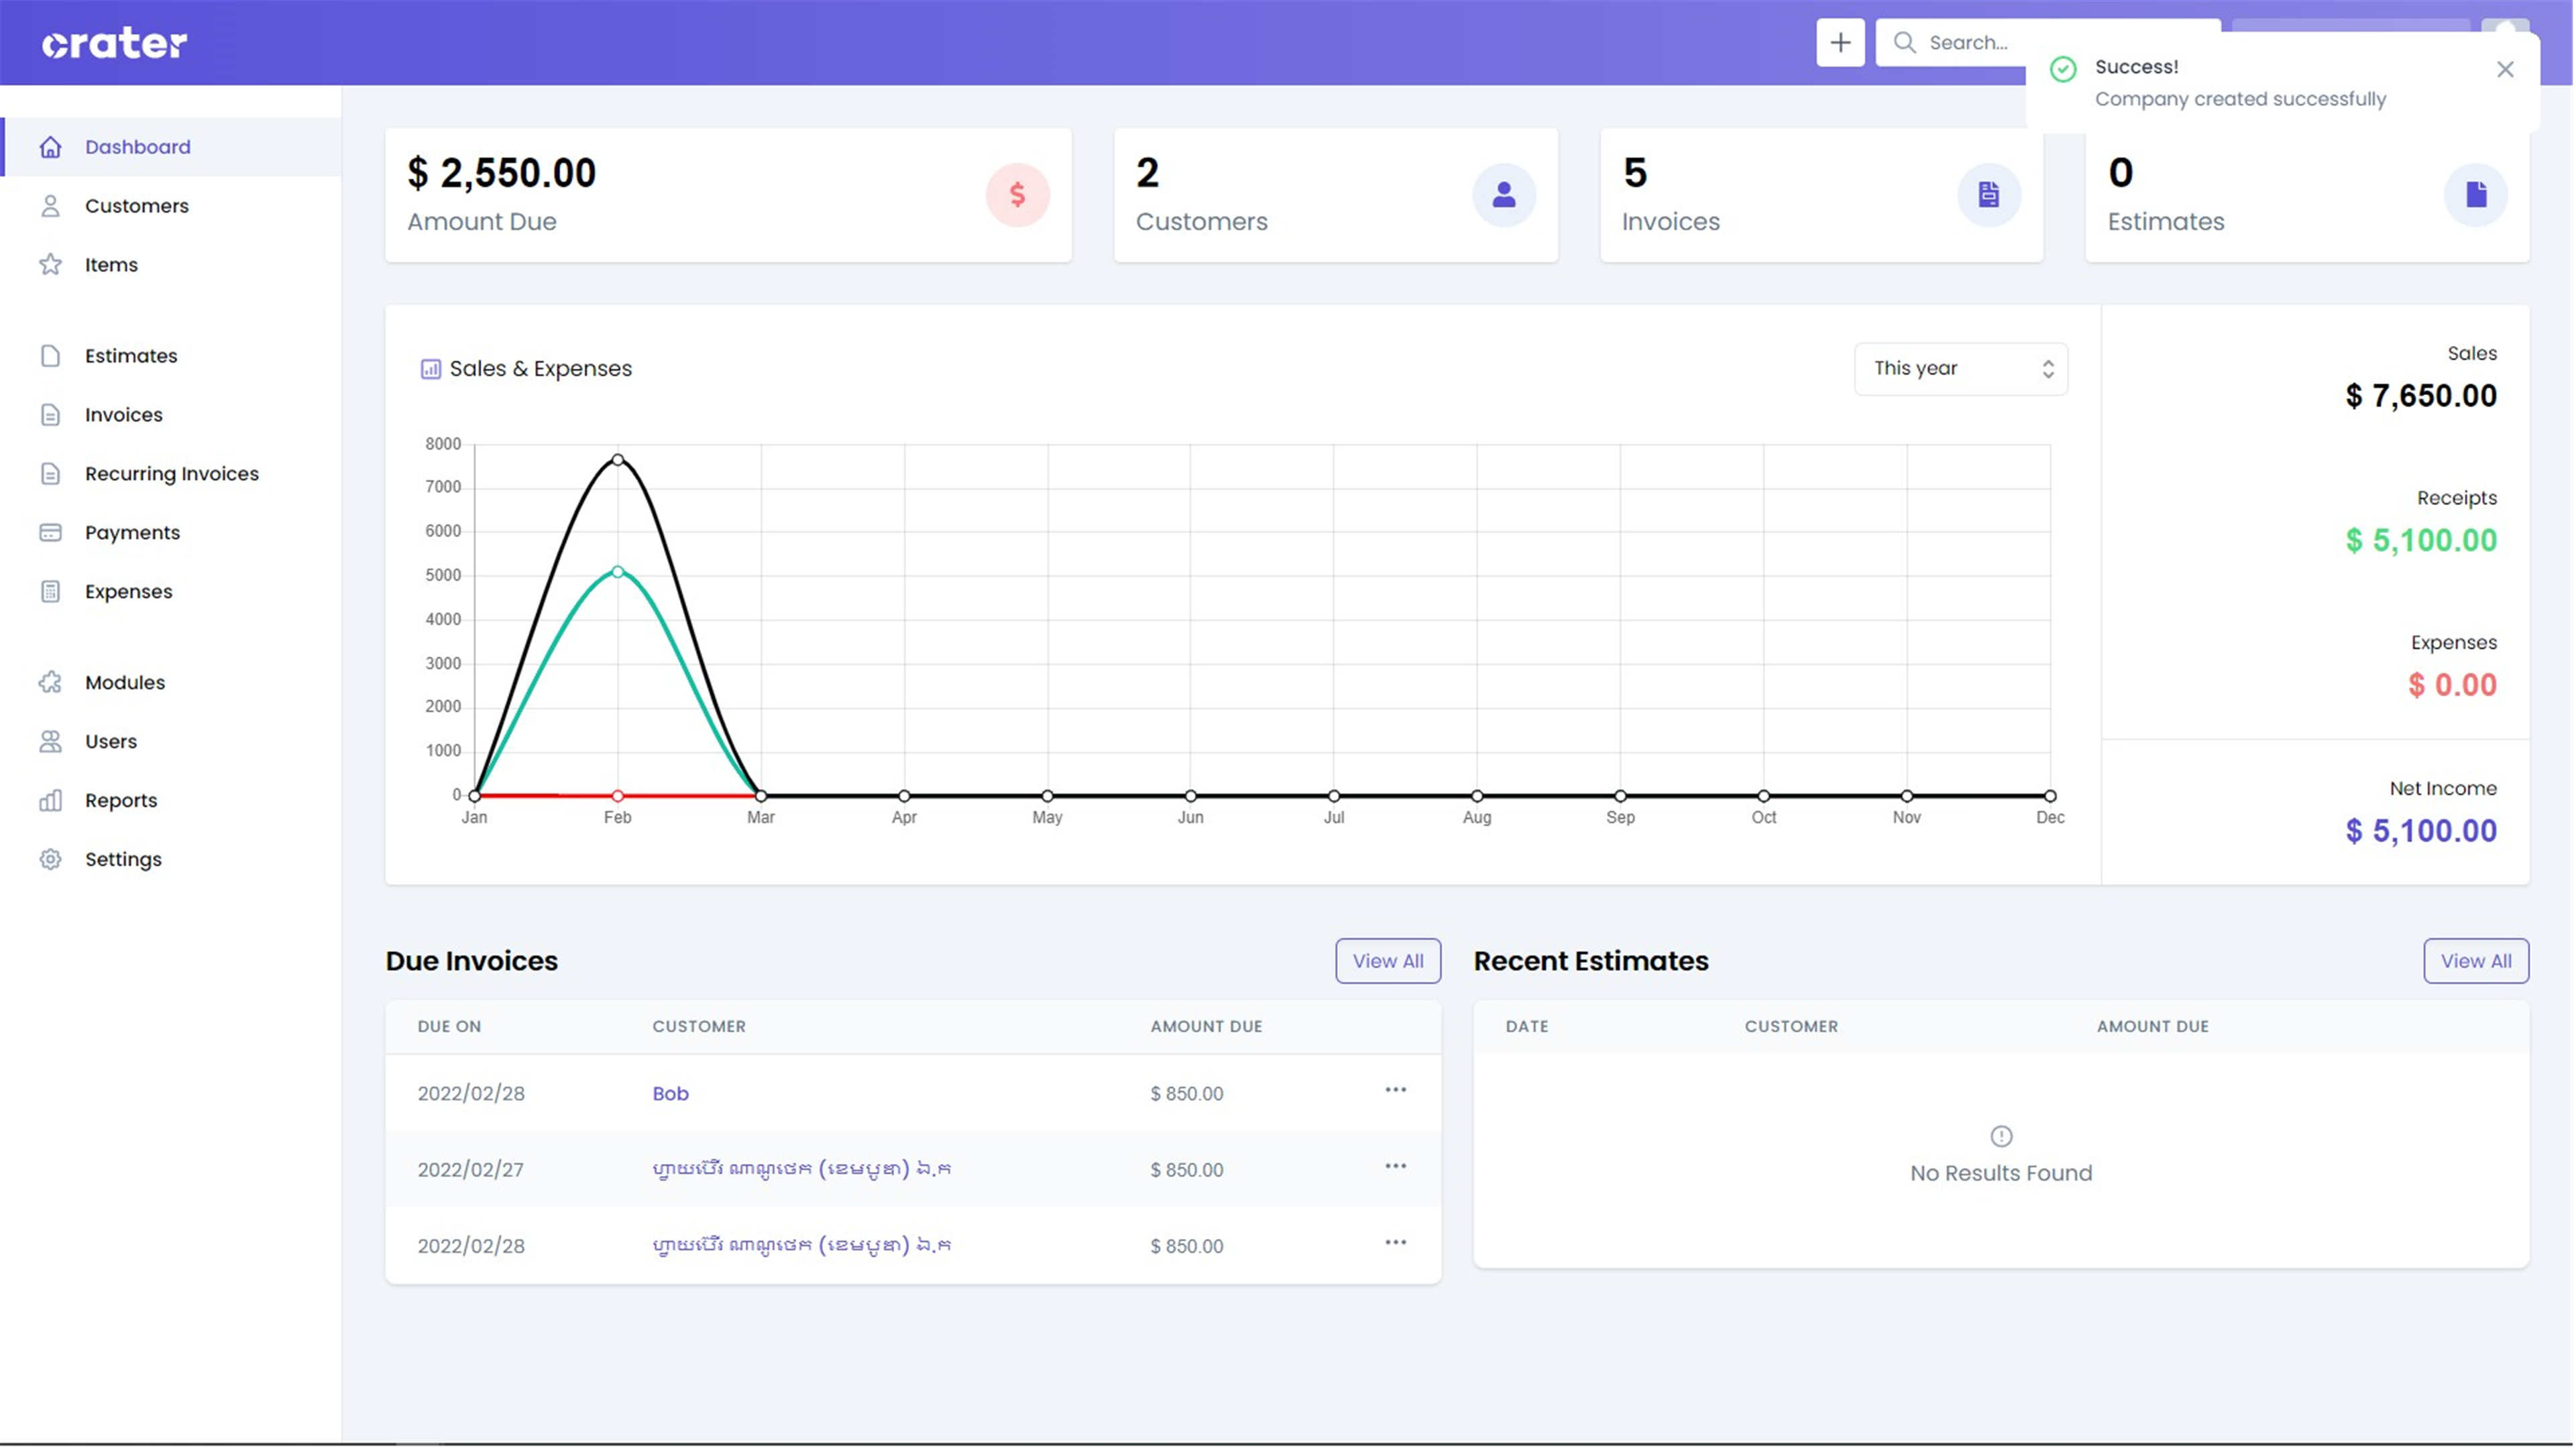 crater
Search...
Success!
Company created successfully
Dashboard
Customers
Items
Estimates
Invoices
Recurring Invoices
Payments
Expenses
Modules
Users
Reports
Settings
$ 2,550.00
Amount Due
2
Customers
5
Invoices
0
Estimates
Sales & Expenses
This year
8000
7000
6000
5000
4000
3000
2000
1000
0
Jan Feb Mar Apr May Jun Jul Aug Sep Oct Nov Dec
Sales
$ 7,650.00
Receipts
$ 5,100.00
Expenses
$ 0.00
Net Income
$ 5,100.00
Due Invoices
View All
DUE ON CUSTOMER AMOUNT DUE
2022/02/28 Bob $ 850.00
2022/02/27 ហ្វាយប៊ើរ ណាណូថេក (ខេមបូឌា) ឯ.ក $ 850.00
2022/02/28 ហ្វាយប៊ើរ ណាណូថេក (ខេមបូឌា) ឯ.ក $ 850.00
Recent Estimates
View All
DATE CUSTOMER AMOUNT DUE
No Results Found